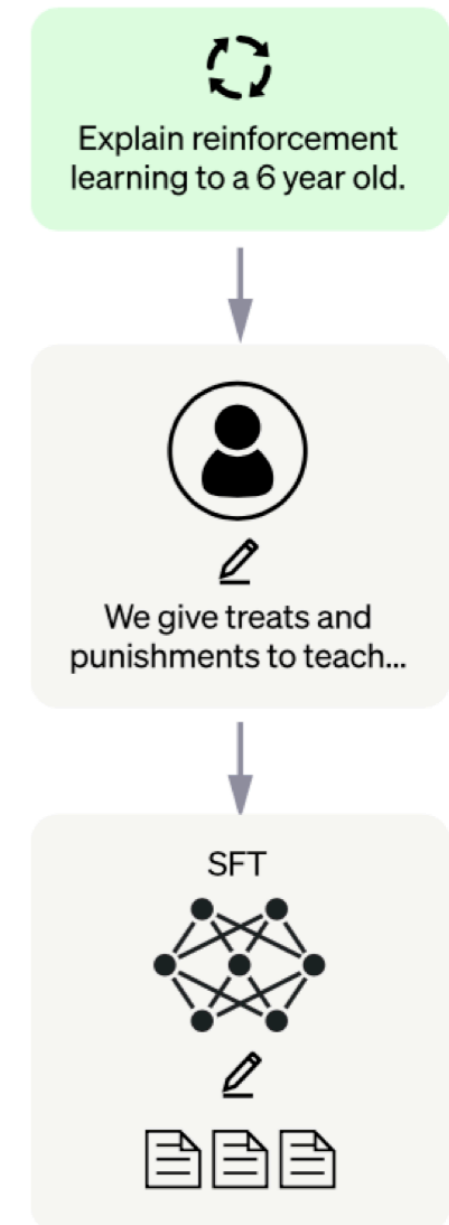 Explain reinforcement
learning to a 6 year old.
We give treats and
punishments to teach...
SFT